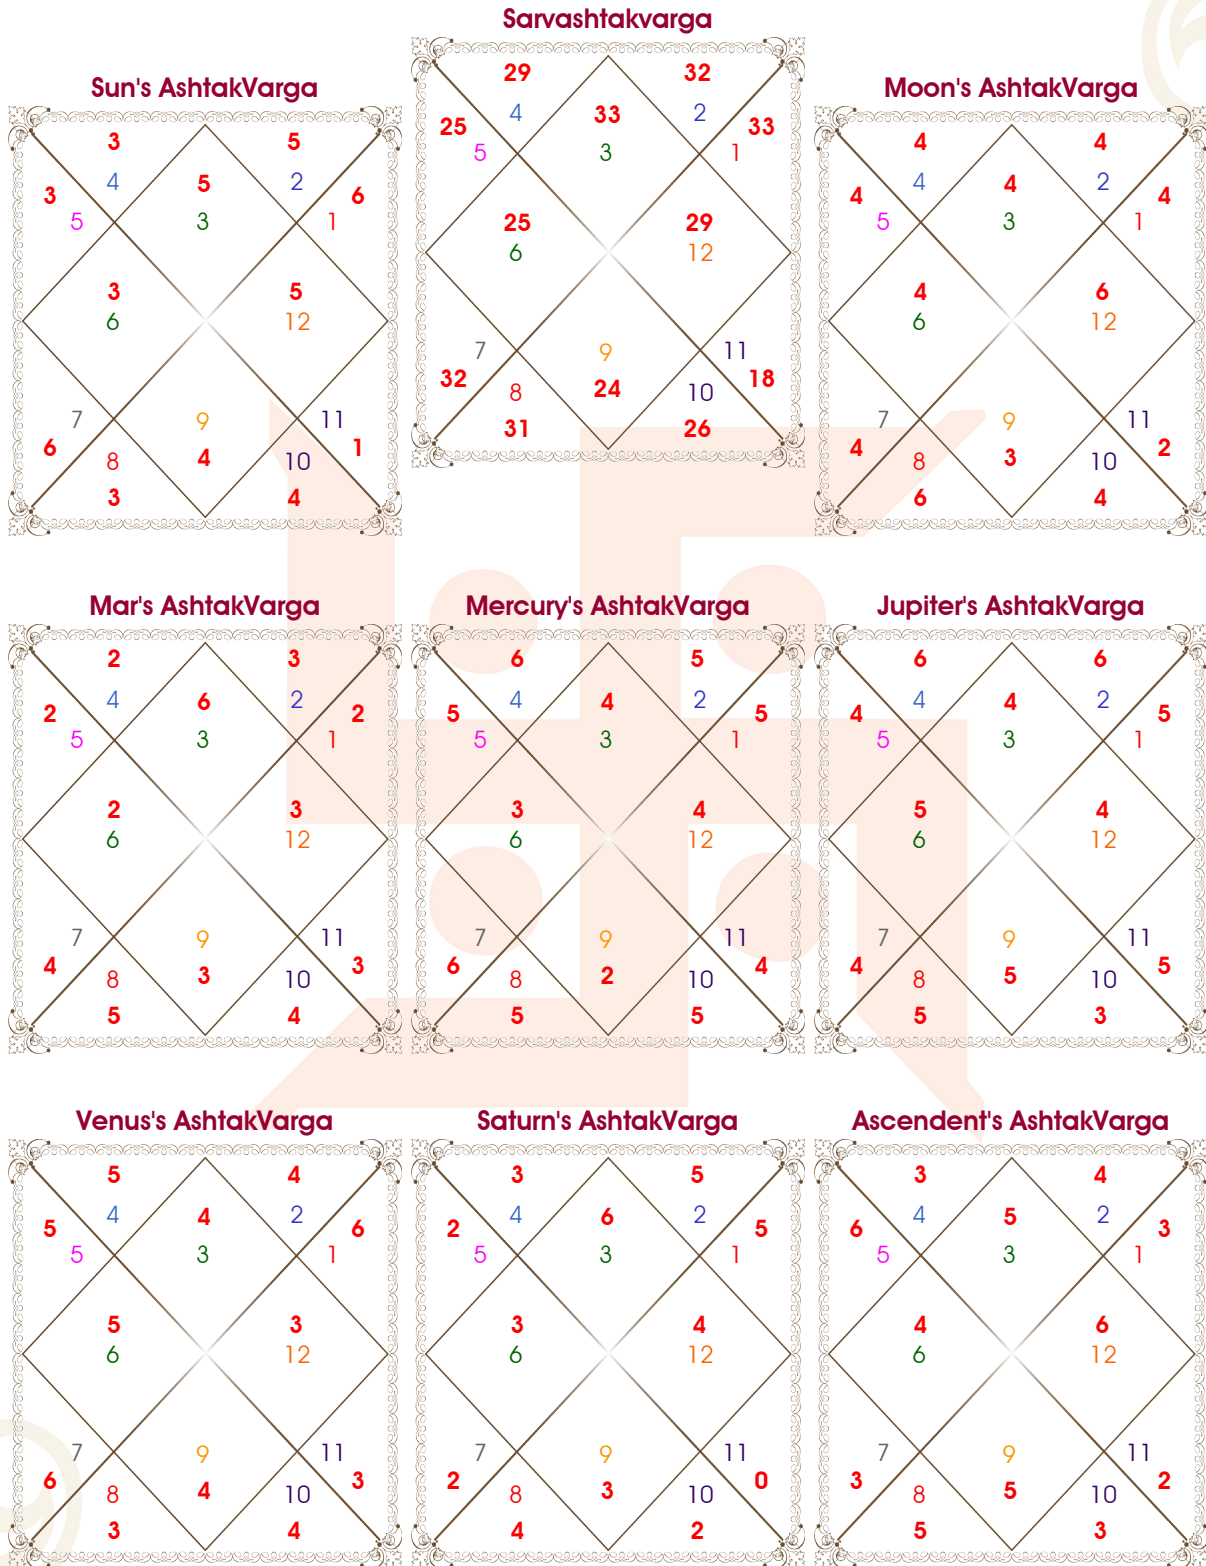 Sarvashtakvarga
29 32
4 33 2
25 33
5 3 1
25 29
6 12
7 9 11
32 24 18
8 10
31 26
Sun's AshtakVarga
3 5
4 5 2
3 6
5 3 1
3 5
6 12
7 9 11
6 4 1
8 10
3 4
Moon's AshtakVarga
4 4
4 4 2
4 4
5 3 1
4 6
6 12
7 9 11
4 3 2
8 10
6 4
Mar's AshtakVarga
2 3
4 6 2
2 2
5 3 1
2 3
6 12
7 9 11
4 3 3
8 10
5 4
Mercury's AshtakVarga
6 5
4 4 2
5 5
5 3 1
3 4
6 12
7 9 11
6 2 4
8 10
5 5
Jupiter's AshtakVarga
6 6
4 4 2
4 5
5 3 1
5 4
6 12
7 9 11
4 5 5
8 10
5 3
Venus's AshtakVarga
5 4
4 4 2
5 6
5 3 1
5 3
6 12
7 9 11
6 4 3
8 10
3 4
Saturn's AshtakVarga
3 5
4 6 2
2 5
5 3 1
3 4
6 12
7 9 11
2 3 0
8 10
4 2
Ascendent's AshtakVarga
3 4
4 5 2
6 3
5 3 1
4 6
6 12
7 9 11
3 5 2
8 10
5 3